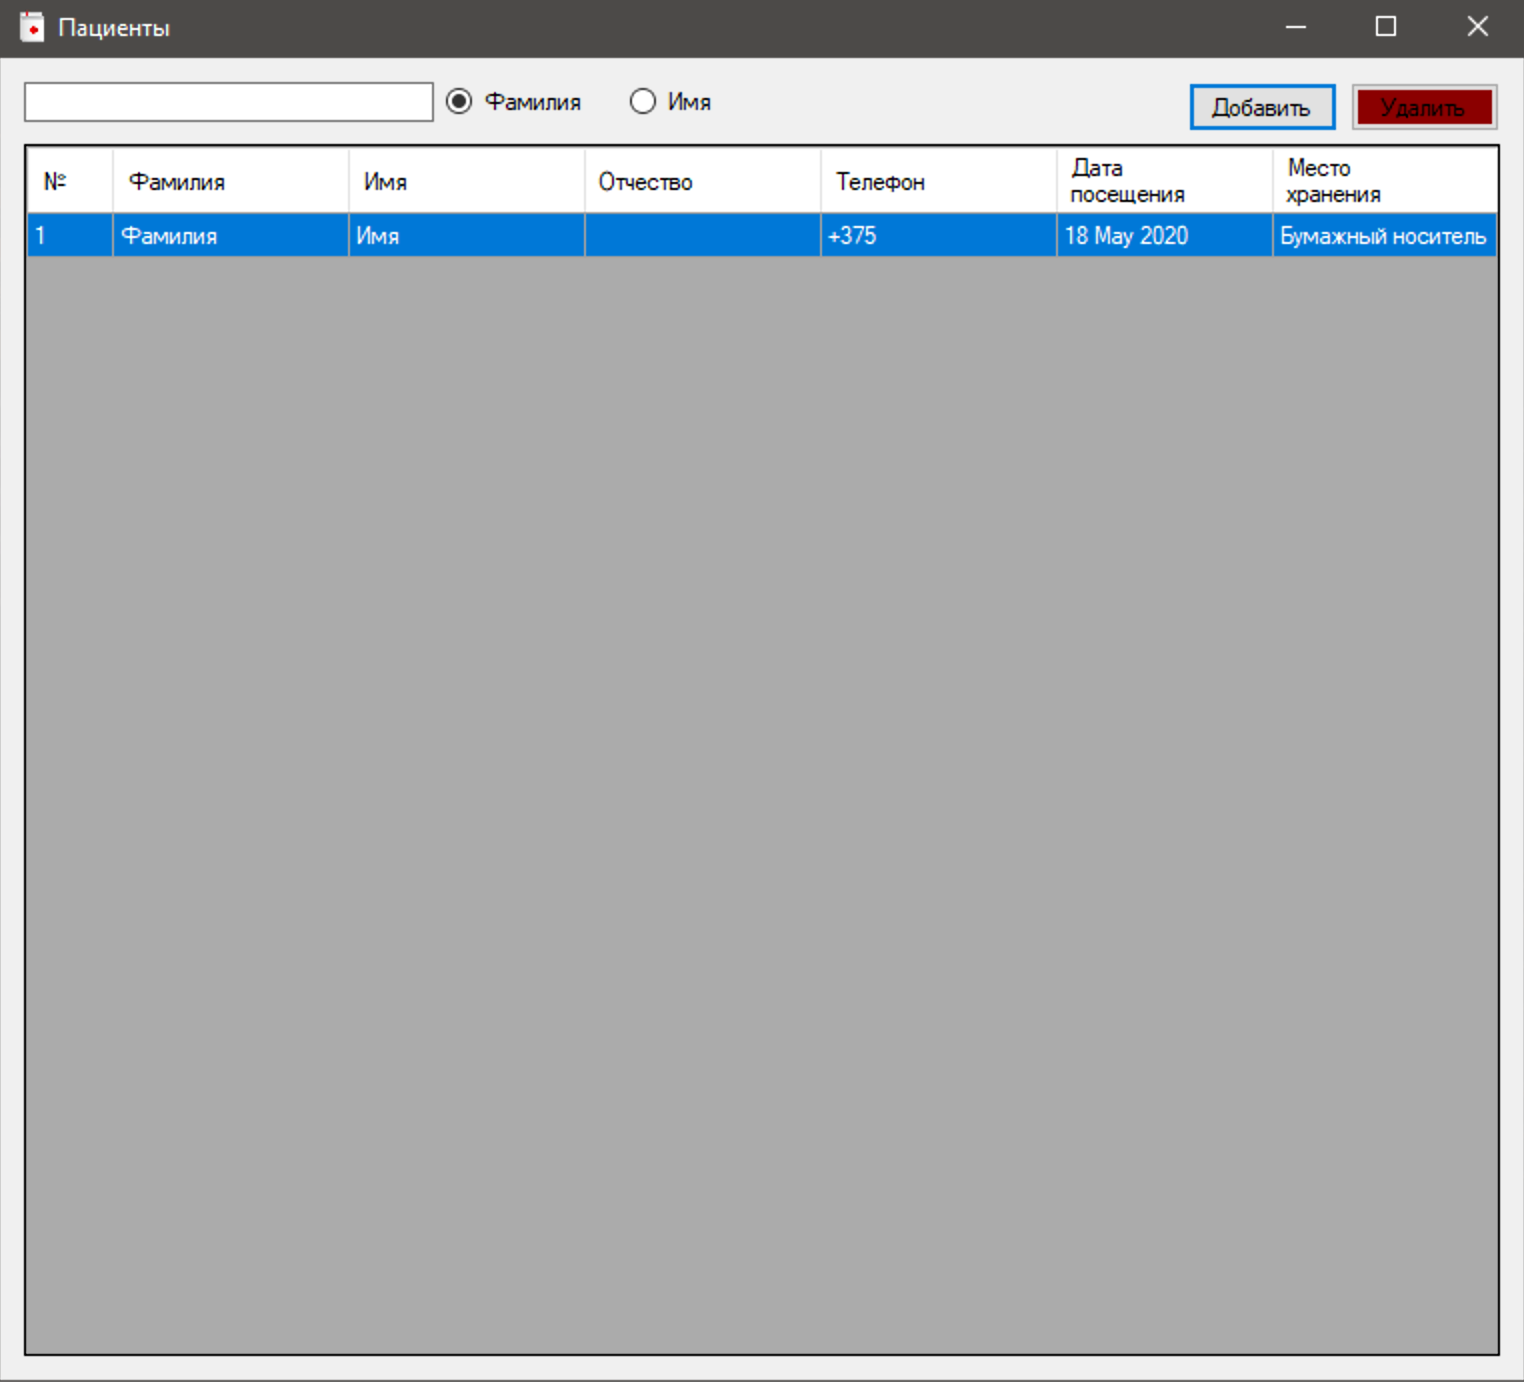 Пациенты
Фамилия Имя Добавить Удалить
№ Фамилия Имя Отчество Телефон Дата посещения Место хранения
1 Фамилия Имя +375 18 May 2020 Бумажный носитель